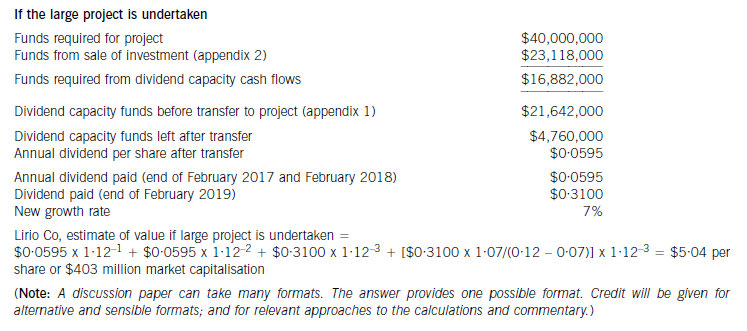 If the large project is undertaken
Funds required for project $40,000,000
Funds from sale of investment (appendix 2) $23,118,000
Funds required from dividend capacity cash flows $16,882,000
Dividend capacity funds before transfer to project (appendix 1) $21,642,000
Dividend capacity funds left after transfer $4,760,000
Annual dividend per share after transfer $0·0595
Annual dividend paid (end of February 2017 and February 2018) $0·0595
Dividend paid (end of February 2019) $0·3100
New growth rate 7%
Lirio Co, estimate of value if large project is undertaken =
$0·0595 x 1·12⁻¹ + $0·0595 x 1·12⁻² + $0·3100 x 1·12⁻³ + [$0·3100 x 1·07/(0·12 – 0·07)] x 1·12⁻³ = $5·04 per
share or $403 million market capitalisation
(Note: A discussion paper can take many formats. The answer provides one possible format. Credit will be given for
alternative and sensible formats; and for relevant approaches to the calculations and commentary.)